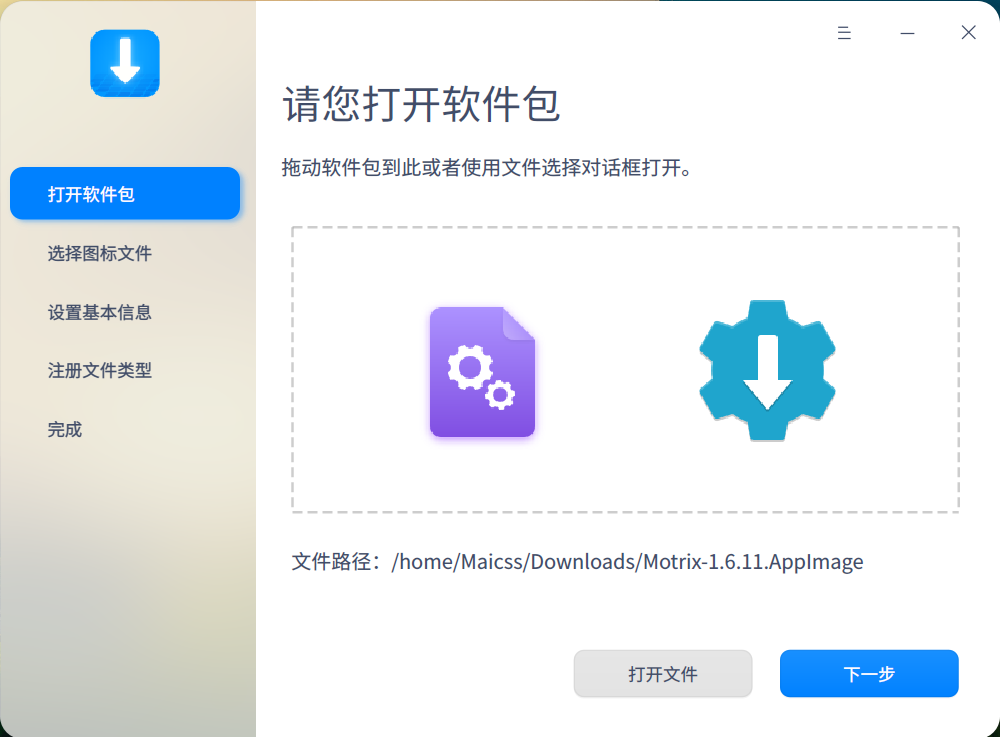 请您打开软件包
拖动软件包到此或者使用文件选择对话框打开。
打开软件包
选择图标文件
设置基本信息
注册文件类型
完成
文件路径：/home/Maicss/Downloads/Motrix-1.6.11.AppImage
打开文件
下一步